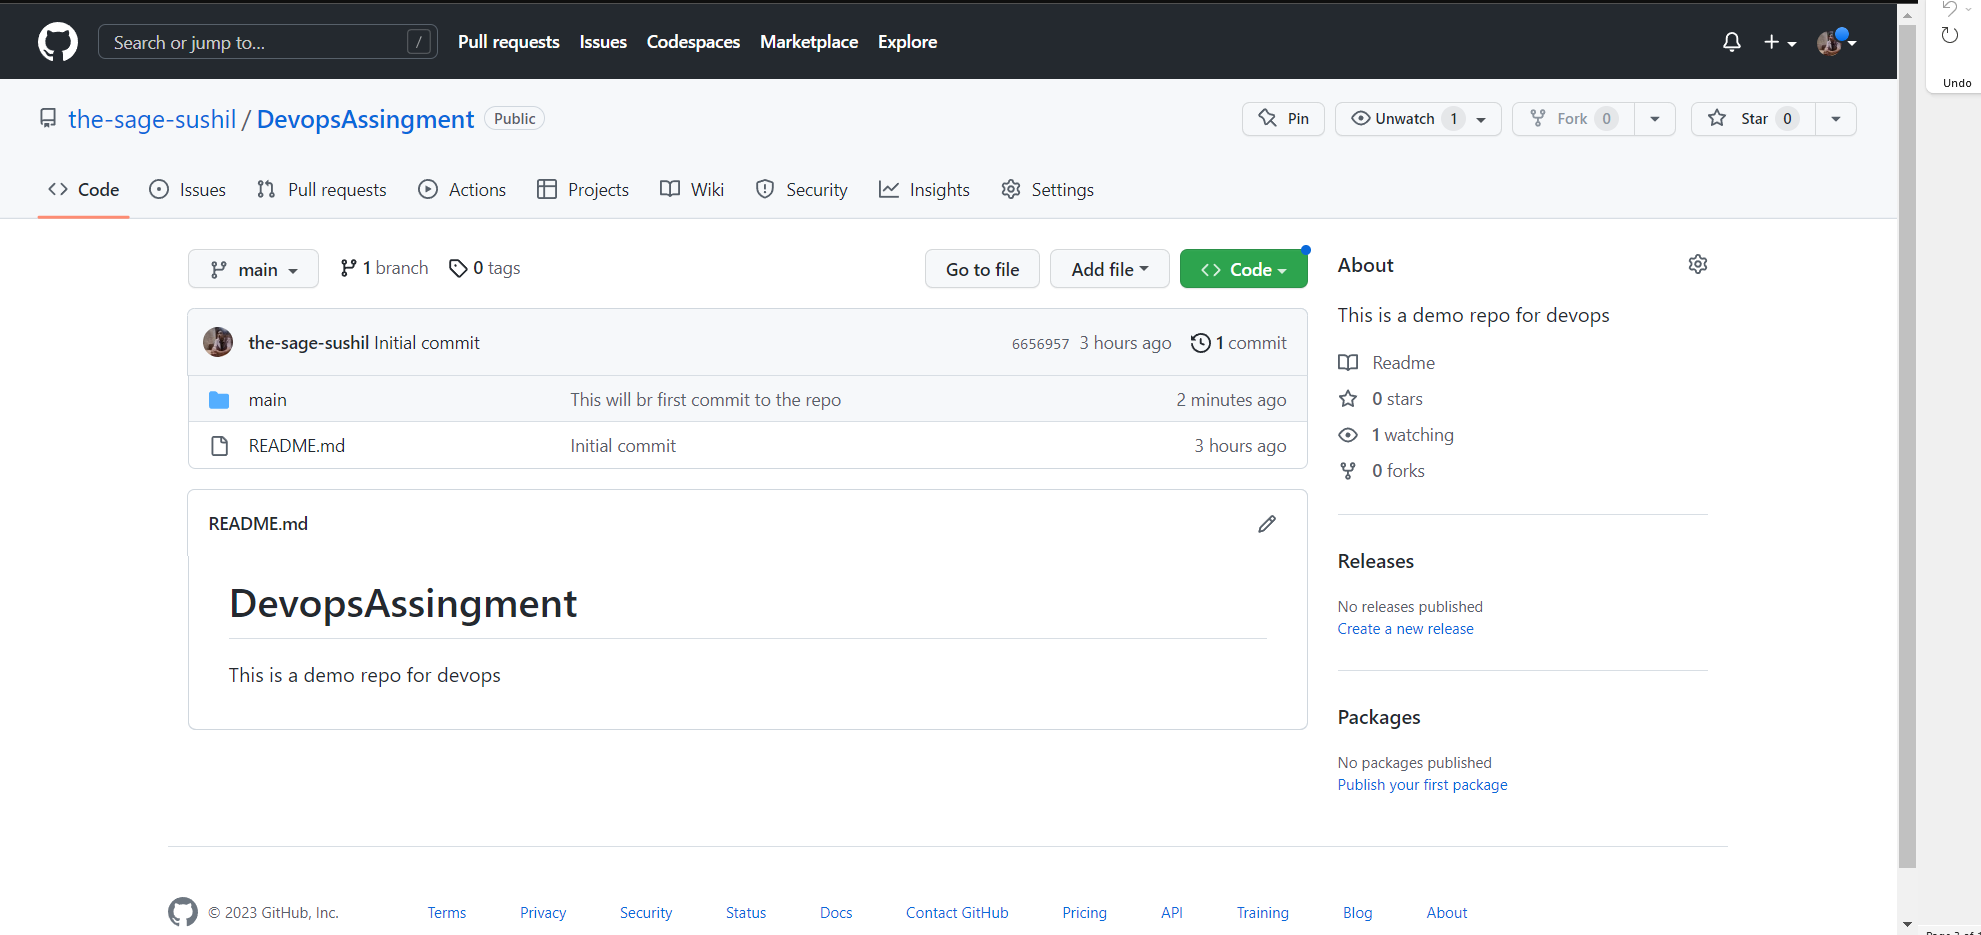 Search or jump to... /
Pull requests Issues Codespaces Marketplace Explore
Undo
the-sage-sushil / DevopsAssingment Public
Pin Unwatch 1 Fork 0 Star 0
Code Issues Pull requests Actions Projects Wiki Security Insights Settings
main 1 branch 0 tags Go to file Add file Code
the-sage-sushil Initial commit 6656957 3 hours ago 1 commit
main This will br first commit to the repo 2 minutes ago
README.md Initial commit 3 hours ago
README.md
DevopsAssingment
This is a demo repo for devops
About
This is a demo repo for devops
Readme
0 stars
1 watching
0 forks
Releases
No releases published
Create a new release
Packages
No packages published
Publish your first package
© 2023 GitHub, Inc. Terms Privacy Security Status Docs Contact GitHub Pricing API Training Blog About